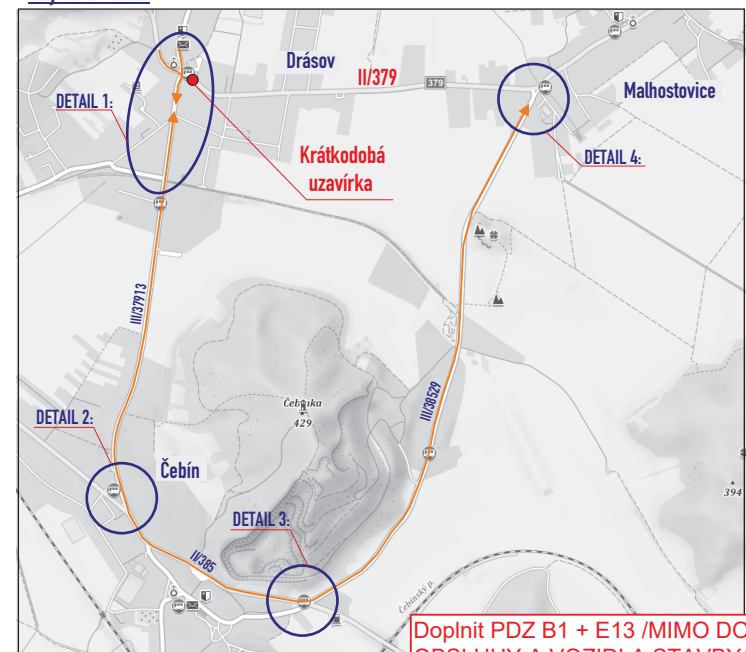 Drásov
II/379
379
Malhostovice
DETAIL 1:
DETAIL 4:
Krátkodobá
uzavírka
III/37913
Čebínka
429
III/38529
DETAIL 2:
Čebín
394
DETAIL 3:
II/385
Čebínský p.
Doplnit PDZ B1 + E13 /MIMO DO